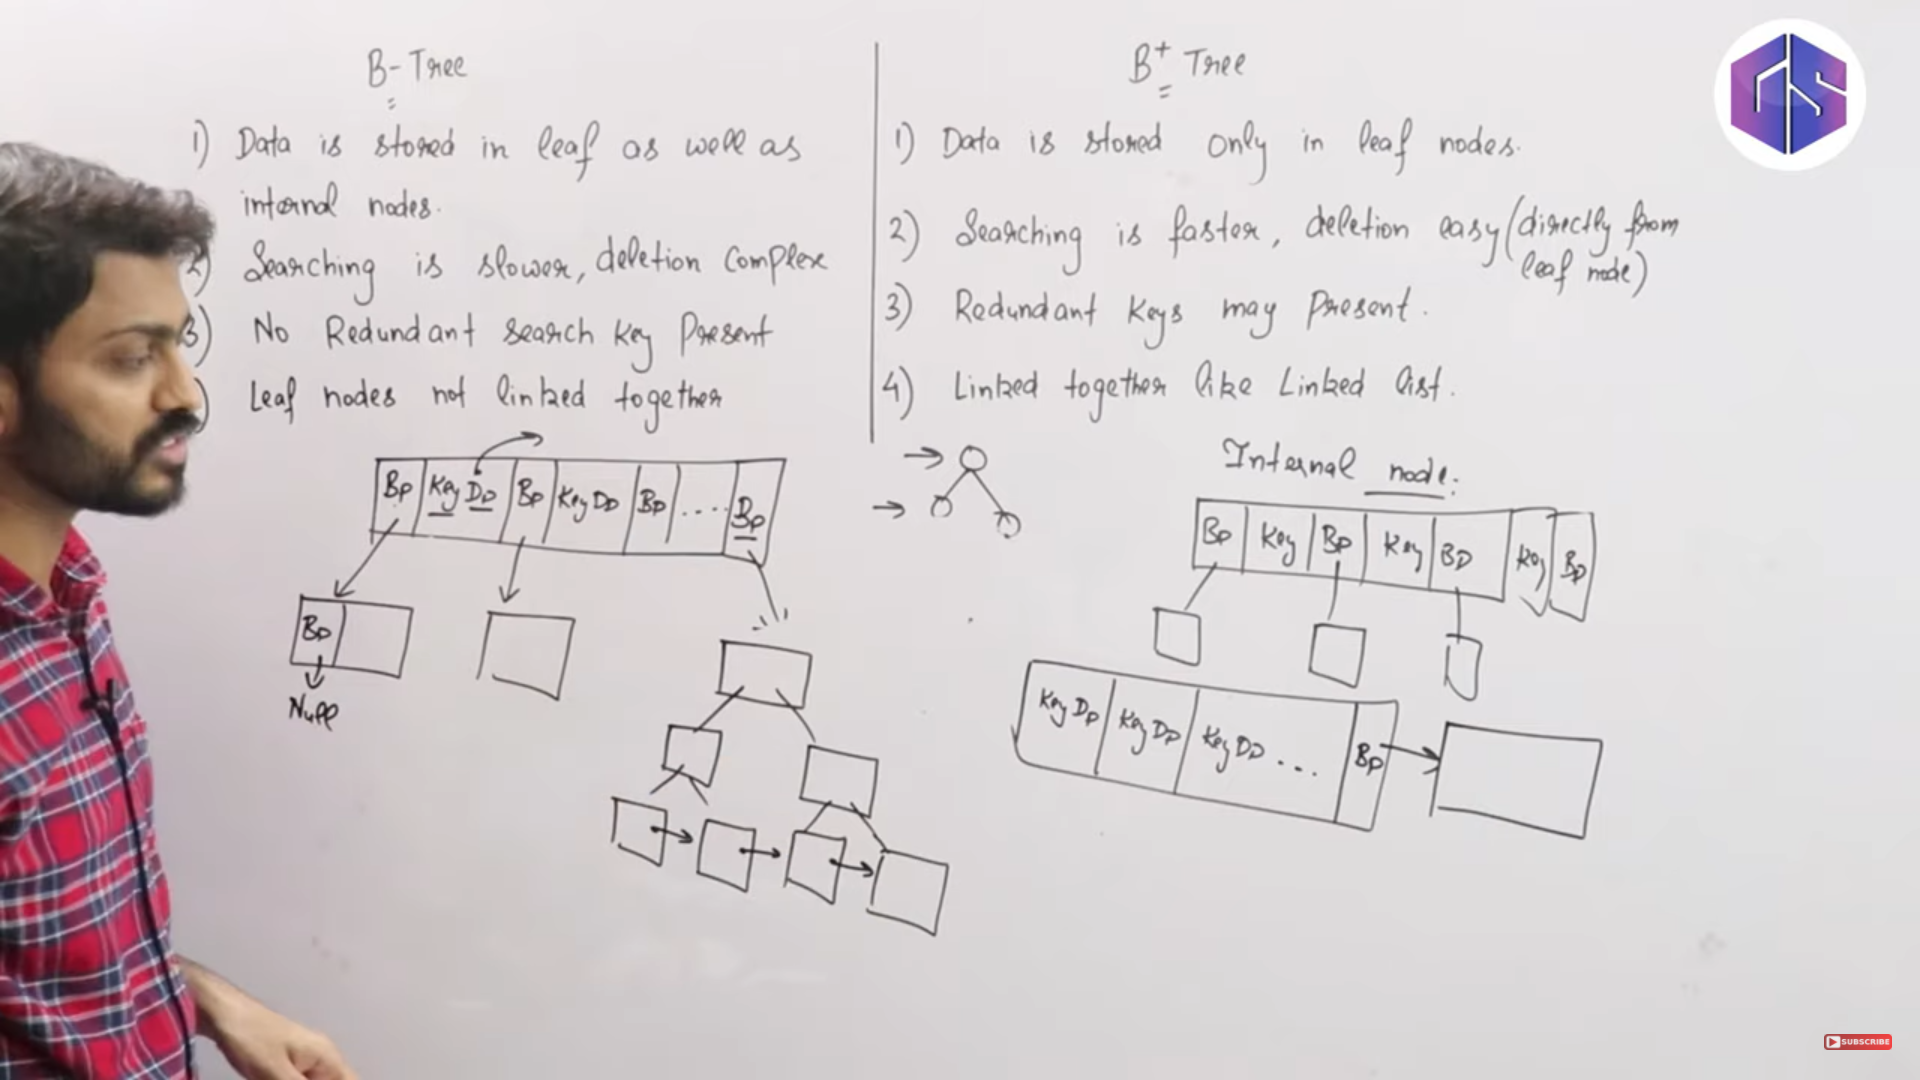 B- Tree
1) Data is stored in leaf as well as
internal nodes.
2) Searching is slower, deletion complex
3) No Redundant search key Present
) Leaf nodes not linked together
B+ Tree
1) Data is stored only in leaf nodes.
2) Searching is faster, deletion easy (directly from
leaf node)
3) Redundant Keys may Present.
4) Linked together like Linked list.
BP Key DP BP Key DP BP .... BP
BP
Null
Internal node:
BP Key BP Key BP Key BP
Key DP Key DP Key DP ... BP
SUBSCRIBE